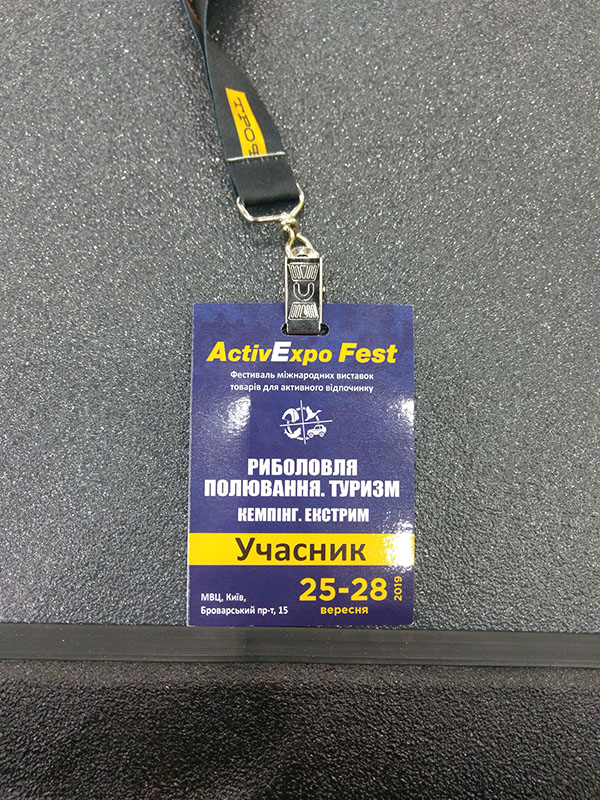 ActivExpo Fest
Фестиваль міжнародних виставок
товарів для активного відпочинку
РИБОЛОВЛЯ
ПОЛЮВАННЯ. ТУРИЗМ
КЕМПІНГ. ЕКСТРИМ
Учасник
МВЦ, Київ,
Броварський пр-т, 15
25-28
вересня
2019